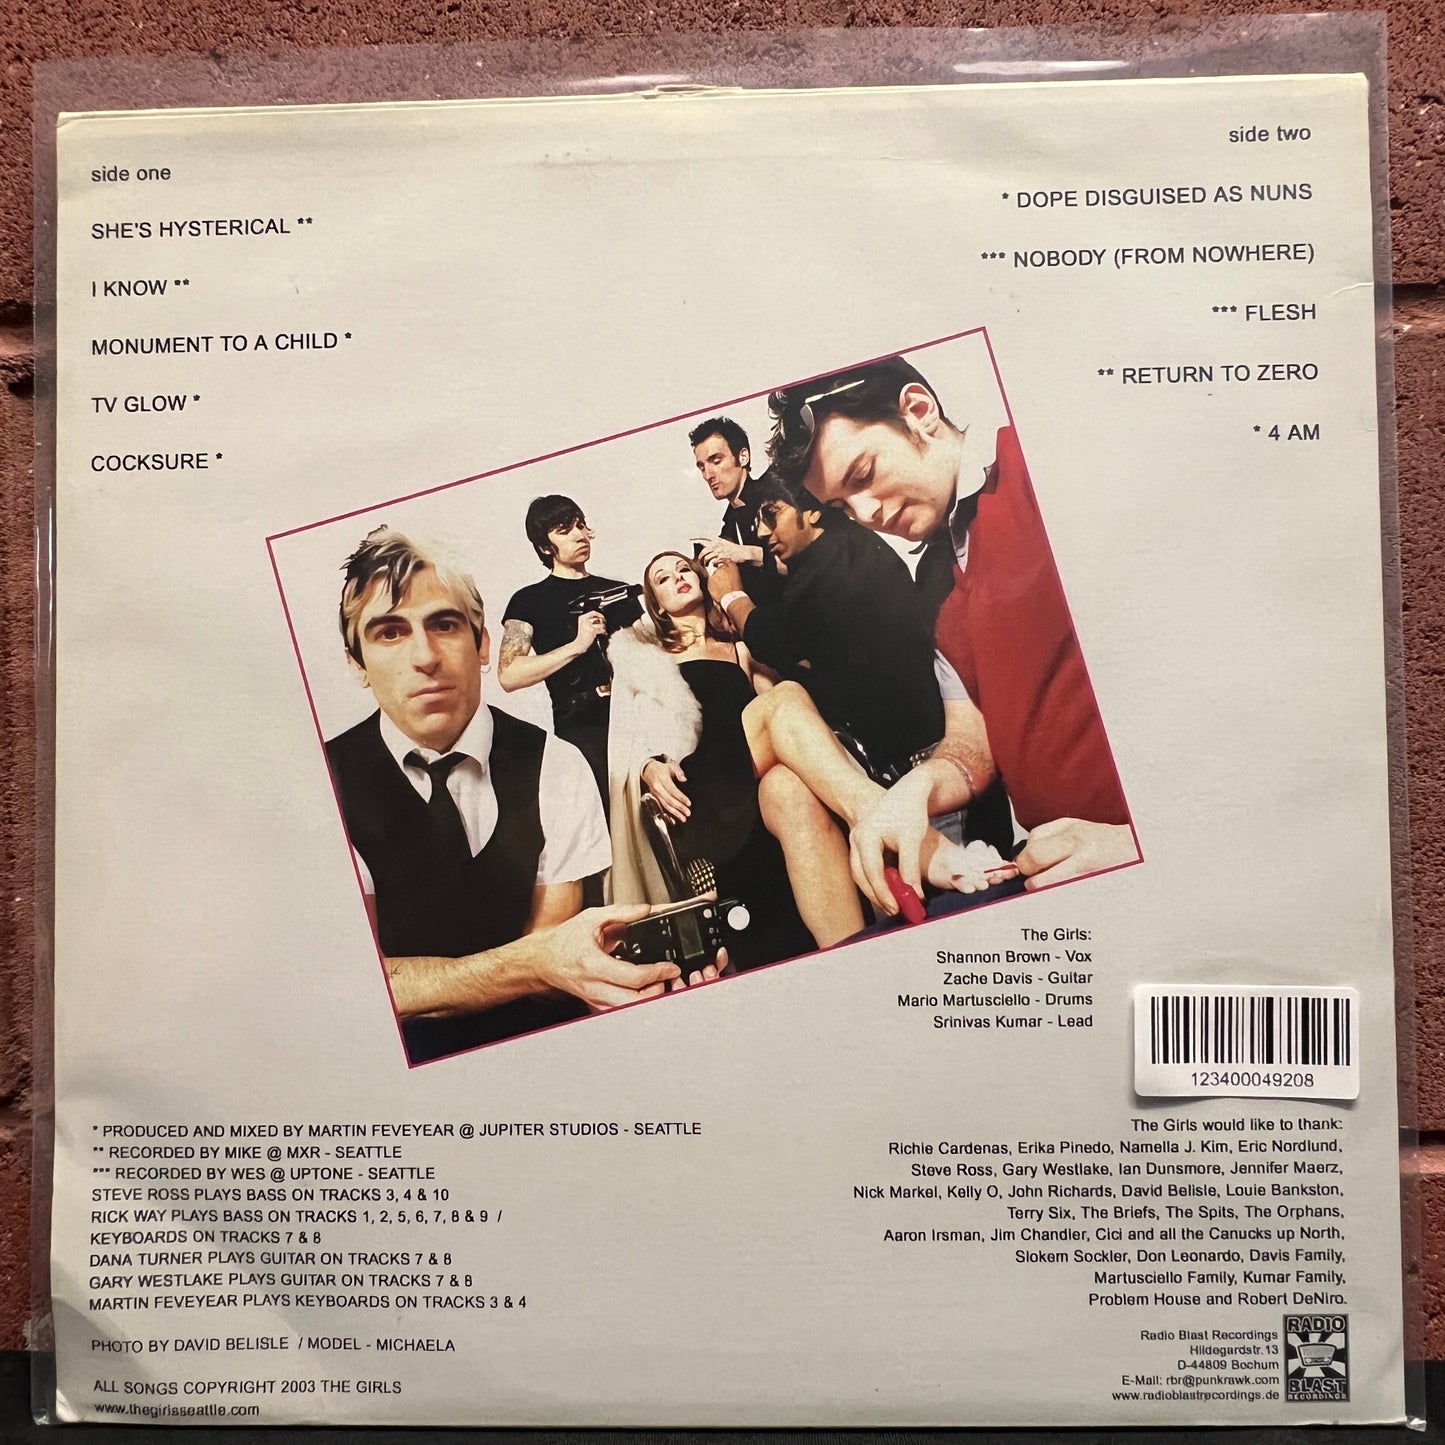 side one
SHE'S HYSTERICAL **
I KNOW **
MONUMENT TO A CHILD *
TV GLOW *
COCKSURE *
side two
* DOPE DISGUISED AS NUNS
*** NOBODY (FROM NOWHERE)
*** FLESH
** RETURN TO ZERO
* 4 AM
The Girls:
Shannon Brown - Vox
Zache Davis - Guitar
Mario Martusciello - Drums
Srinivas Kumar - Lead
123400049208
* PRODUCED AND MIXED BY MARTIN FEVEYEAR @ JUPITER STUDIOS - SEATTLE
** RECORDED BY MIKE @ MXR - SEATTLE
*** RECORDED BY WES @ UPTONE - SEATTLE
STEVE ROSS PLAYS BASS ON TRACKS 3, 4 & 10
RICK WAY PLAYS BASS ON TRACKS 1, 2, 5, 6, 7, 8 & 9 /
KEYBOARDS ON TRACKS 7 & 8
DANA TURNER PLAYS GUITAR ON TRACKS 7 & 8
GARY WESTLAKE PLAYS GUITAR ON TRACKS 7 & 8
MARTIN FEVEYEAR PLAYS KEYBOARDS ON TRACKS 3 & 4
PHOTO BY DAVID BELISLE / MODEL - MICHAELA
ALL SONGS COPYRIGHT 2003 THE GIRLS
www.thegirlsseattle.com
The Girls would like to thank:
Richie Cardenas, Erika Pinedo, Namella J. Kim, Eric Nordlund,
Steve Ross, Gary Westlake, Ian Dunsmore, Jennifer Maerz,
Nick Markel, Kelly O, John Richards, David Belisle, Louie Bankston,
Terry Six, The Briefs, The Spits, The Orphans,
Aaron Irsman, Jim Chandler, Cici and all the Canucks up North,
Slokem Sockler, Don Leonardo, Davis Family,
Martusciello Family, Kumar Family,
Problem House and Robert DeNiro.
Radio Blast Recordings
Hildegardstr. 13
D-44809 Bochum
E-Mail: rbr@punkrawk.com
www.radioblastrecordings.de
RADIO
BLAST
RECORDINGS